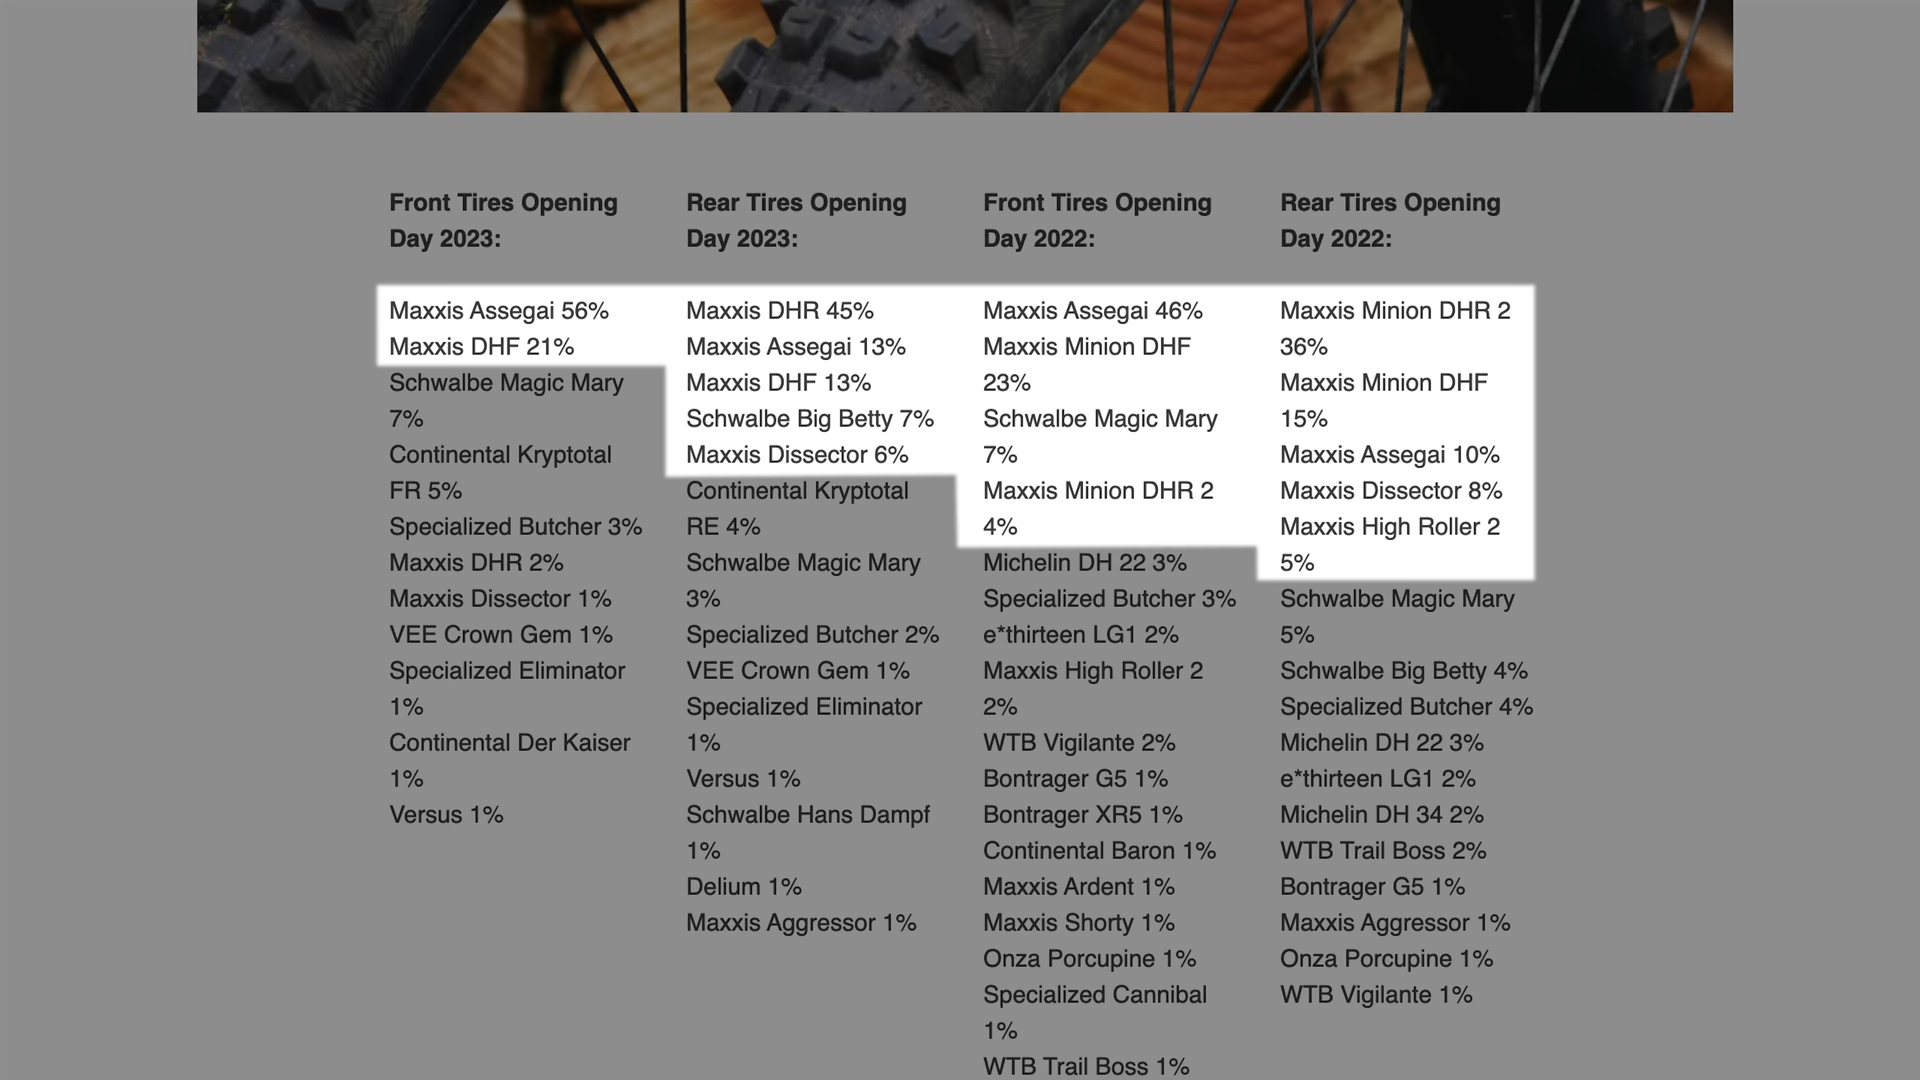 Front Tires Opening
Day 2023:
Maxxis Assegai 56%
Maxxis DHF 21%
Schwalbe Magic Mary
7%
Continental Kryptotal
FR 5%
Specialized Butcher 3%
Maxxis DHR 2%
Maxxis Dissector 1%
VEE Crown Gem 1%
Specialized Eliminator
1%
Continental Der Kaiser
1%
Versus 1%
Rear Tires Opening
Day 2023:
Maxxis DHR 45%
Maxxis Assegai 13%
Maxxis DHF 13%
Schwalbe Big Betty 7%
Maxxis Dissector 6%
Continental Kryptotal
RE 4%
Schwalbe Magic Mary
3%
Specialized Butcher 2%
VEE Crown Gem 1%
Specialized Eliminator
1%
Versus 1%
Schwalbe Hans Dampf
1%
Delium 1%
Maxxis Aggressor 1%
Front Tires Opening
Day 2022:
Maxxis Assegai 46%
Maxxis Minion DHF
23%
Schwalbe Magic Mary
7%
Maxxis Minion DHR 2
4%
Michelin DH 22 3%
Specialized Butcher 3%
e*thirteen LG1 2%
Maxxis High Roller 2
2%
WTB Vigilante 2%
Bontrager G5 1%
Bontrager XR5 1%
Continental Baron 1%
Maxxis Ardent 1%
Maxxis Shorty 1%
Onza Porcupine 1%
Specialized Cannibal
1%
WTB Trail Boss 1%
Rear Tires Opening
Day 2022:
Maxxis Minion DHR 2
36%
Maxxis Minion DHF
15%
Maxxis Assegai 10%
Maxxis Dissector 8%
Maxxis High Roller 2
5%
Schwalbe Magic Mary
5%
Schwalbe Big Betty 4%
Specialized Butcher 4%
Michelin DH 22 3%
e*thirteen LG1 2%
Michelin DH 34 2%
WTB Trail Boss 2%
Bontrager G5 1%
Maxxis Aggressor 1%
Onza Porcupine 1%
WTB Vigilante 1%